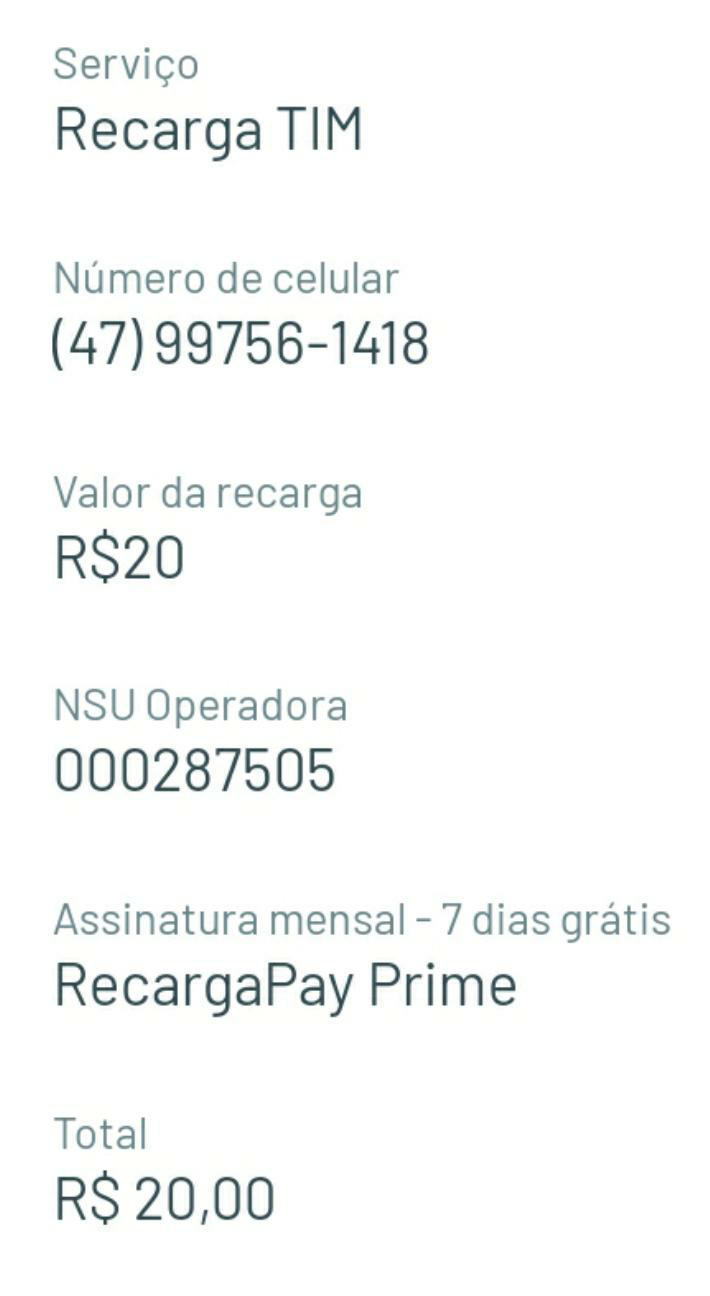 Serviço
Recarga TIM
Número de celular
(47) 99756-1418
Valor da recarga
R$20
NSU Operadora
000287505
Assinatura mensal - 7 dias grátis
RecargaPay Prime
Total
R$ 20,00